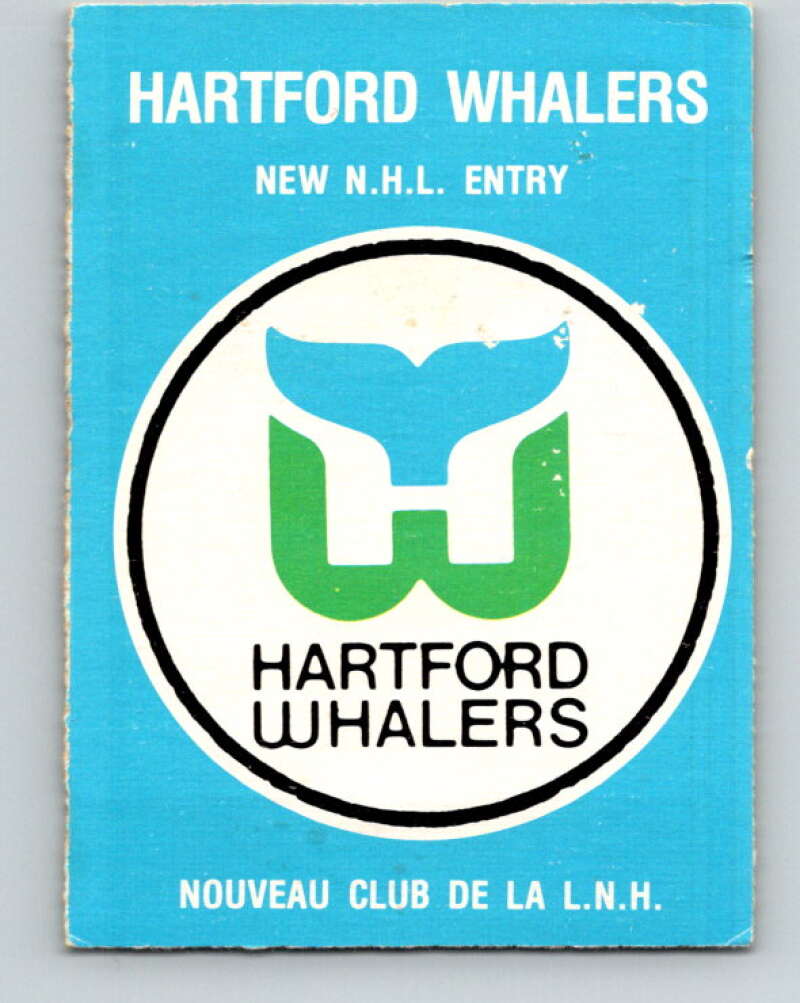 HARTFORD WHALERS
NEW N.H.L. ENTRY
HARTFORD
WHALERS
NOUVEAU CLUB DE LA L.N.H.